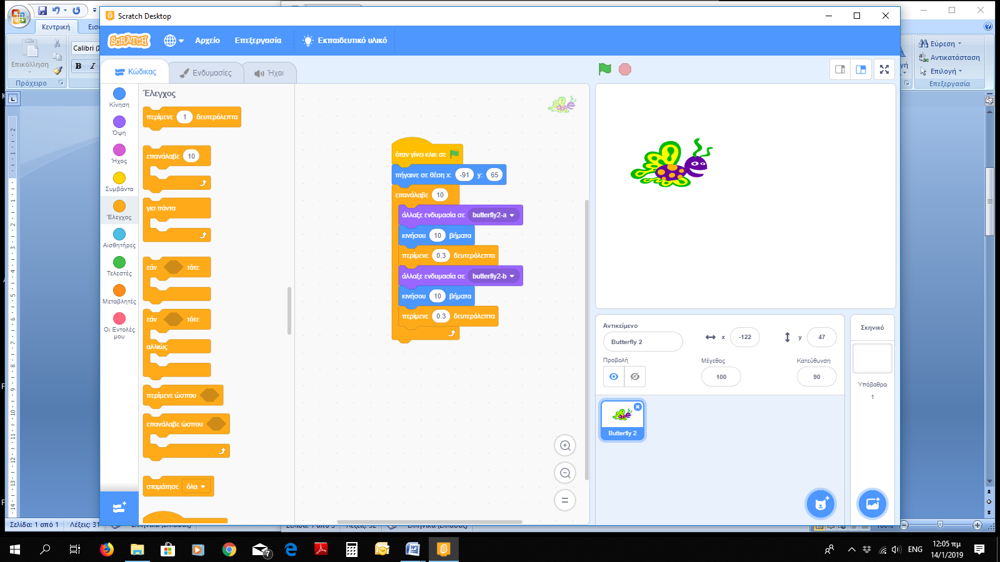 Scratch Desktop
Κεντρική
Calibri (Σ
Επικόλληση
B I
Πρόχειρο
SCRATCH
Αρχείο
Επεξεργασία
Εκπαιδευτικό υλικό
Εύρεση
Αντικατάσταση
Επιλογή
Επεξεργασία
Κώδικας
Ενδυμασίες
Ήχοι
Κίνηση
Όψη
Ήχος
Συμβάντα
Έλεγχος
Αισθητήρες
Τελεστές
Μεταβλητές
Οι Εντολές
μου
Έλεγχος
περίμενε 1 δευτερόλεπτα
επανάλαβε 10
για πάντα
εάν τότε
εάν τότε
αλλιώς
περίμενε ώσπου
επανάλαβε ώσπου
σταμάτησε όλα
όταν γίνει κλικ σε
πήγαινε σε θέση x: -91 y: 65
επανάλαβε 10
άλλαξε ενδυμασία σε butterfly2-a
κινήσου 10 βήματα
περίμενε 0.3 δευτερόλεπτα
άλλαξε ενδυμασία σε butterfly2-b
κινήσου 10 βήματα
περίμενε 0.3 δευτερόλεπτα
Αντικείμενο
Butterfly 2
x -122
y 47
Προβολή
Μέγεθος
100
Κατεύθυνση
90
Butterfly 2
Σκηνικό
Υπόβαθρα
1
Σελίδα: 1 από 1
Λέξεις: 31
7
ENG
12:05 πμ
14/1/2019